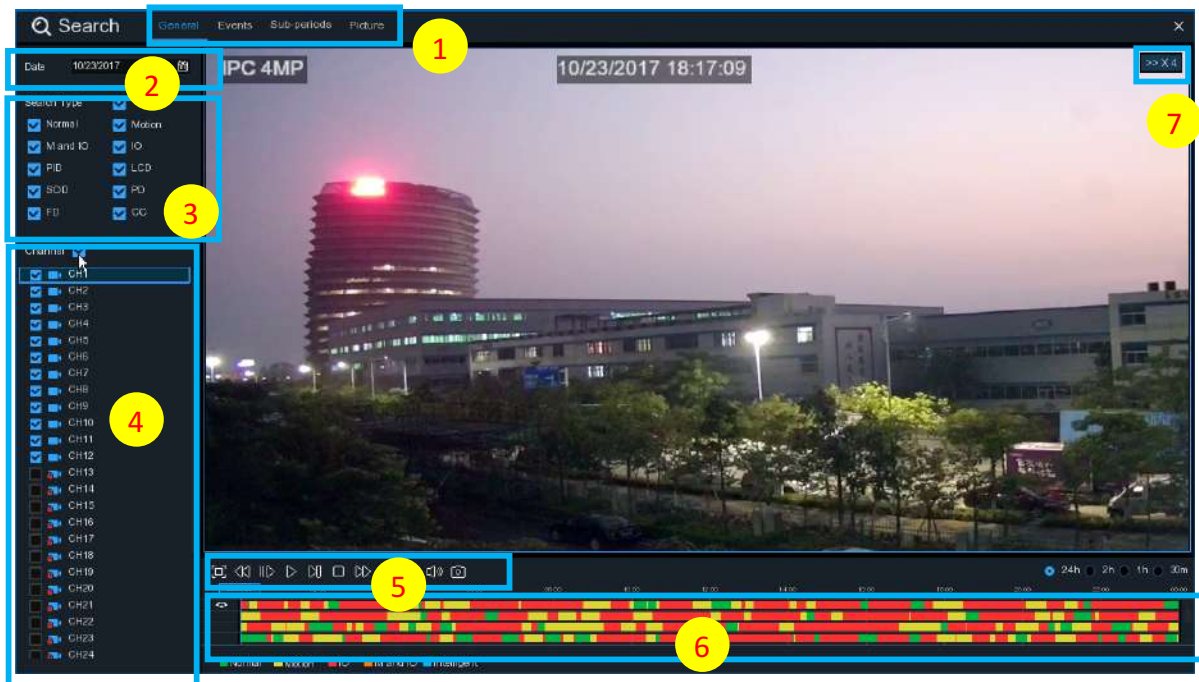 Search General Events Sub-periods Picture
1
Date 10/23/2017
2
IPC 4MP
10/23/2017 18:17:09
>> X 4
7
Search Type
Normal Motion
M and IO IO
PID LCD
SOD PD
FD CC
3
Channel
CH1
CH2
CH3
CH4
CH5
CH6
CH7
CH8
CH9
CH10
CH11
CH12
CH13
CH14
CH15
CH16
CH17
CH18
CH19
CH20
CH21
CH22
CH23
CH24
4
5
24h 2h 1h 30m
6
Normal Motion IO M and IO Intelligent